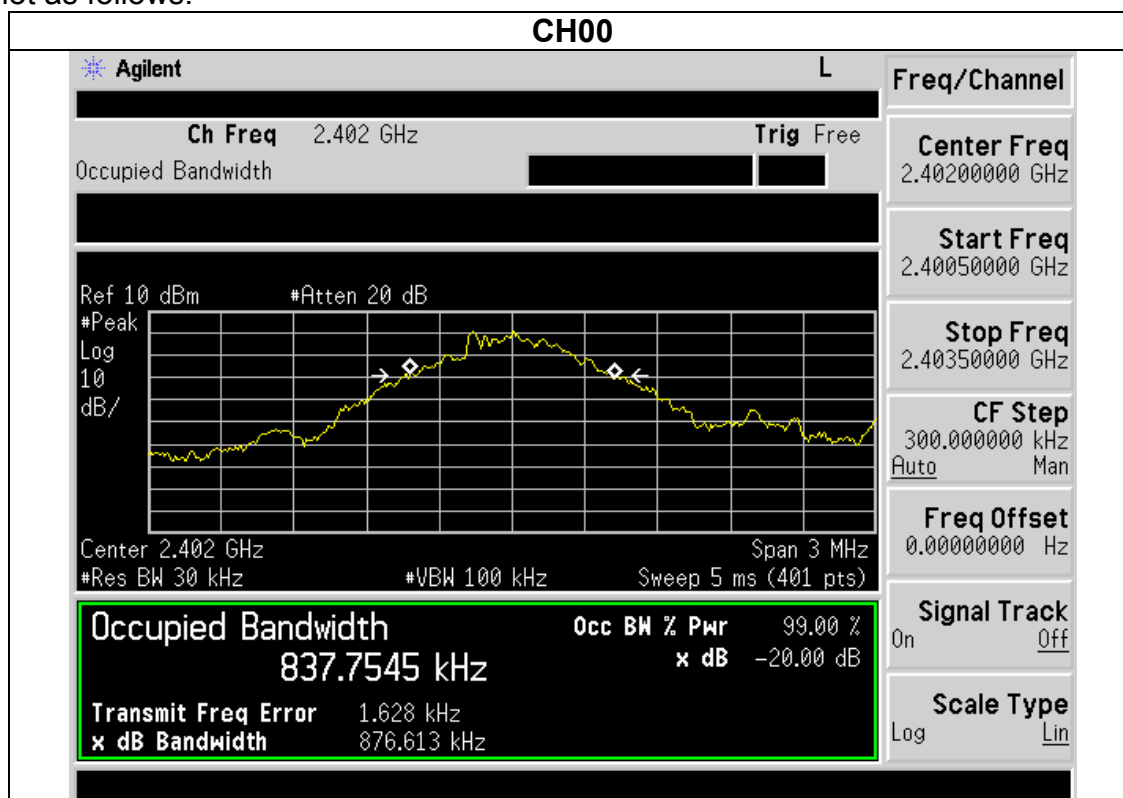 lot as follows:
CH00
Agilent L
Ch Freq 2.402 GHz Trig Free
Occupied Bandwidth
Ref 10 dBm #Atten 20 dB
#Peak
Log
10
dB/
Center 2.402 GHz Span 3 MHz
#Res BW 30 kHz #VBW 100 kHz Sweep 5 ms (401 pts)
Occupied Bandwidth
837.7545 kHz
Occ BW % Pwr 99.00 %
x dB -20.00 dB
Transmit Freq Error 1.628 kHz
x dB Bandwidth 876.613 kHz
Freq/Channel
Center Freq
2.40200000 GHz
Start Freq
2.40050000 GHz
Stop Freq
2.40350000 GHz
CF Step
300.000000 kHz
Auto Man
Freq Offset
0.00000000 Hz
Signal Track
On Off
Scale Type
Log Lin